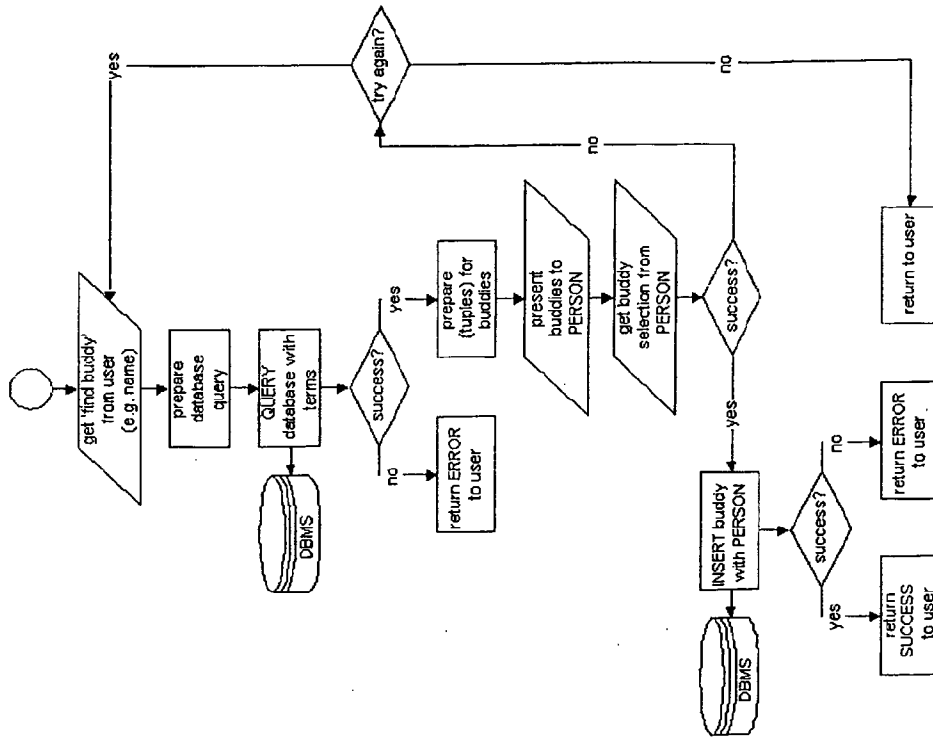 get 'find buddy'
from user
(e.g. name)
prepare
database
query
QUERY
database with
terms
DBMS
success?
no
return ERROR
to user
yes
prepare
(tuples) for
buddies
present
buddies to
PERSON
get buddy
selection from
PERSON
success?
no
try again?
yes
no
return to user
yes
INSERT buddy
with PERSON
DBMS
success?
yes
return
SUCCESS
to user
no
return ERROR
to user